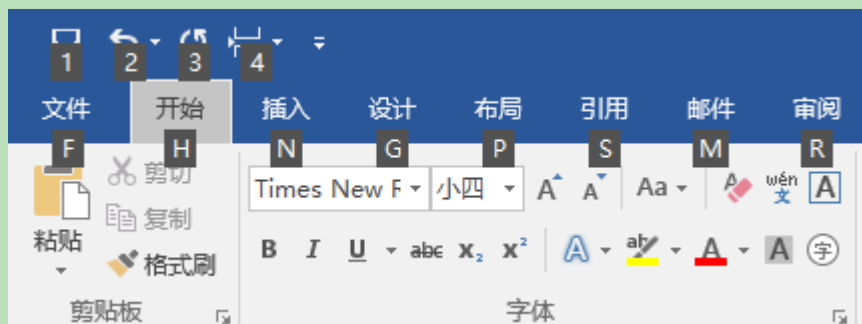 1 2 3 4
文件 开始 插入 设计 布局 引用 邮件 审阅
F H N G P S M R
剪切
Times New 小四 A A Aa wén 文 A
复制
粘贴
B I U abc X₂ X² A ab A A 字
格式刷
剪贴板 字体